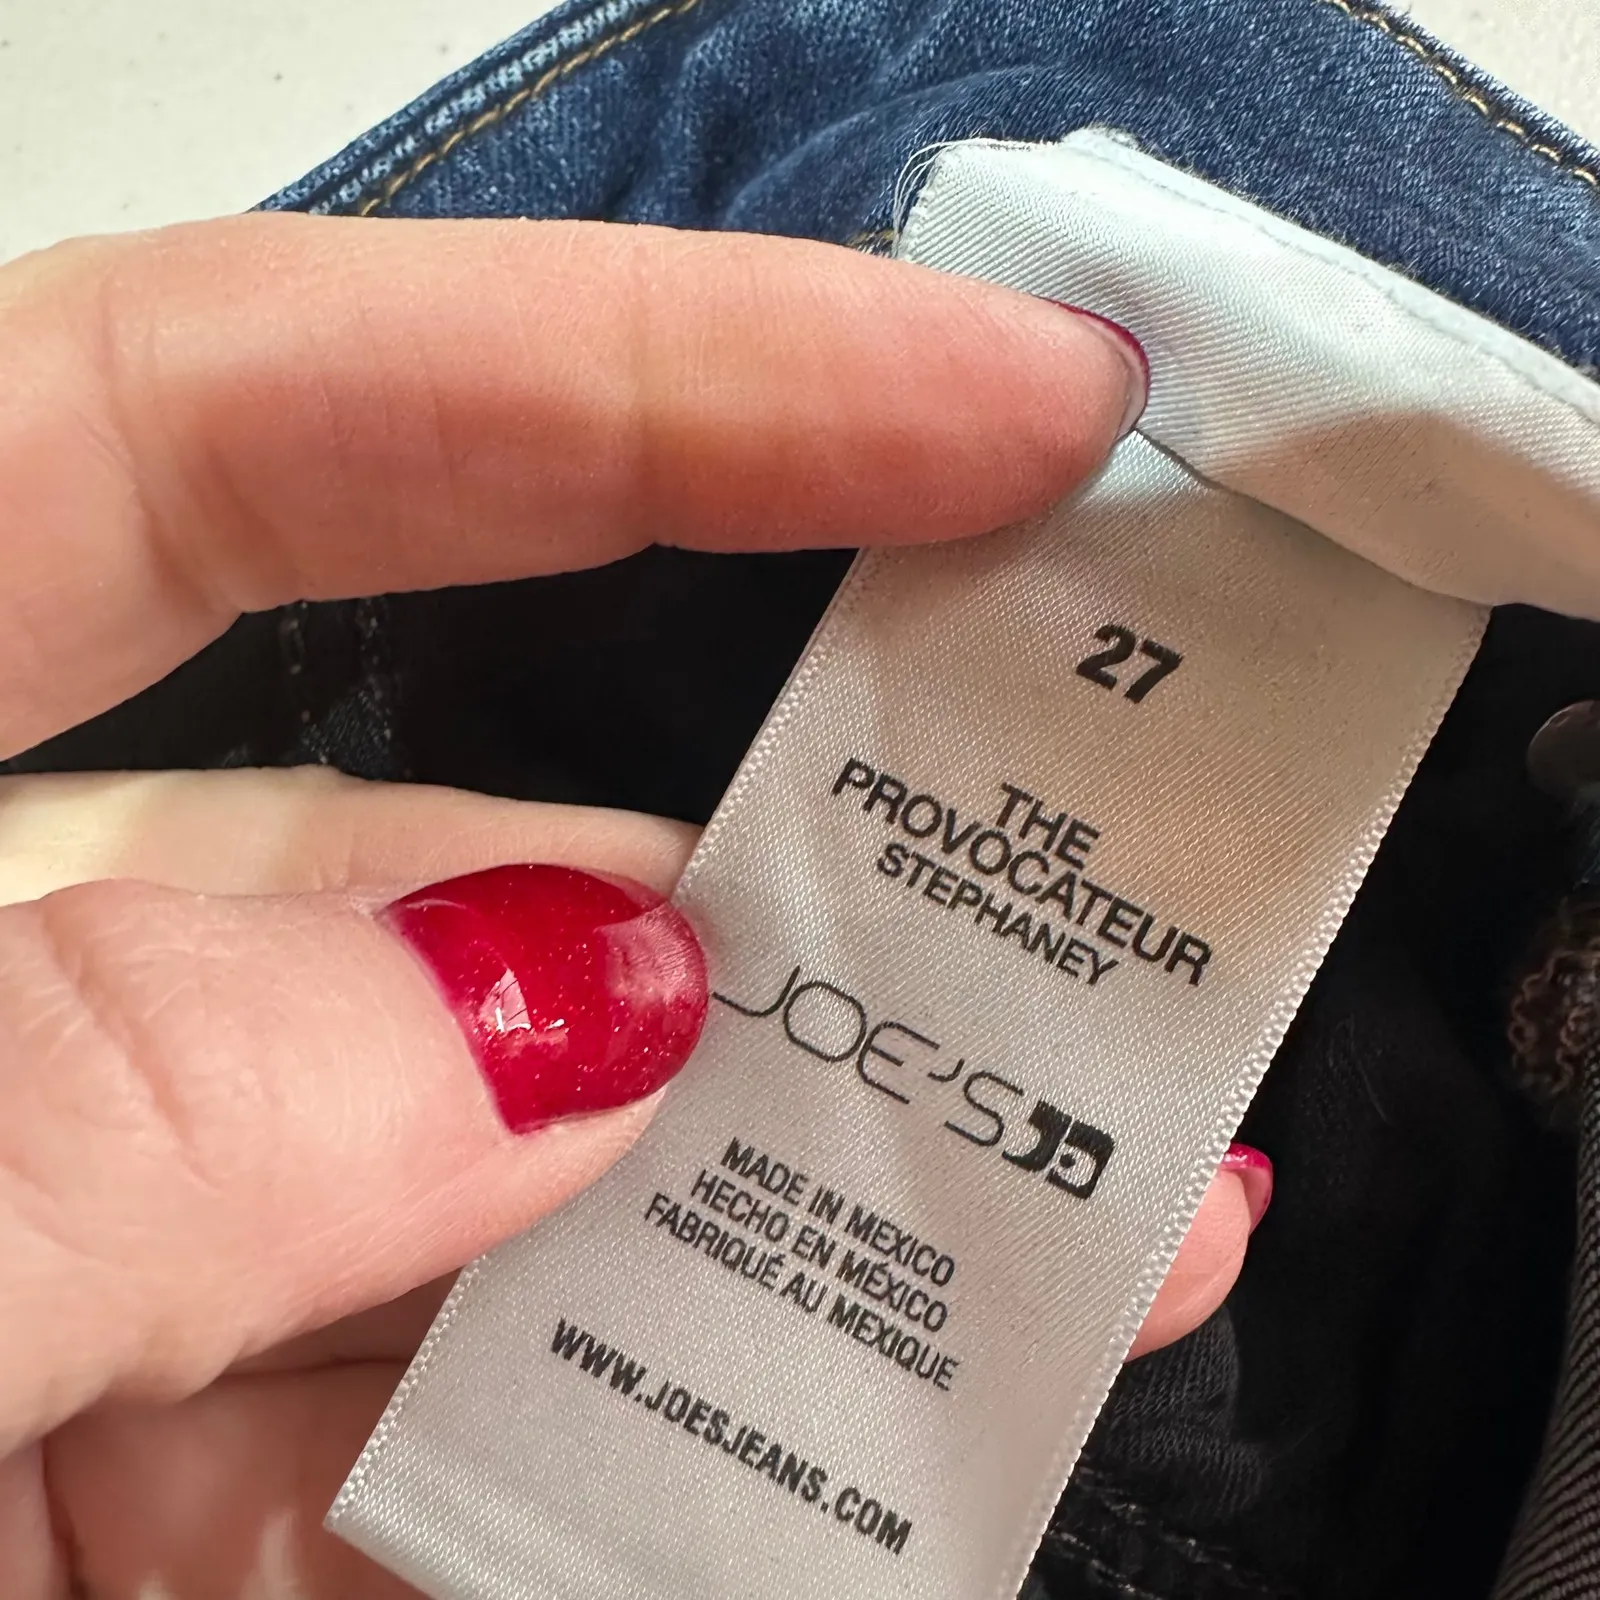 27
THE
PROVOCATEUR
STEPHANEY
JOE'S
MADE IN MEXICO
HECHO EN MÉXICO
FABRIQUÉ AU MEXIQUE
WWW.JOESJEANS.COM